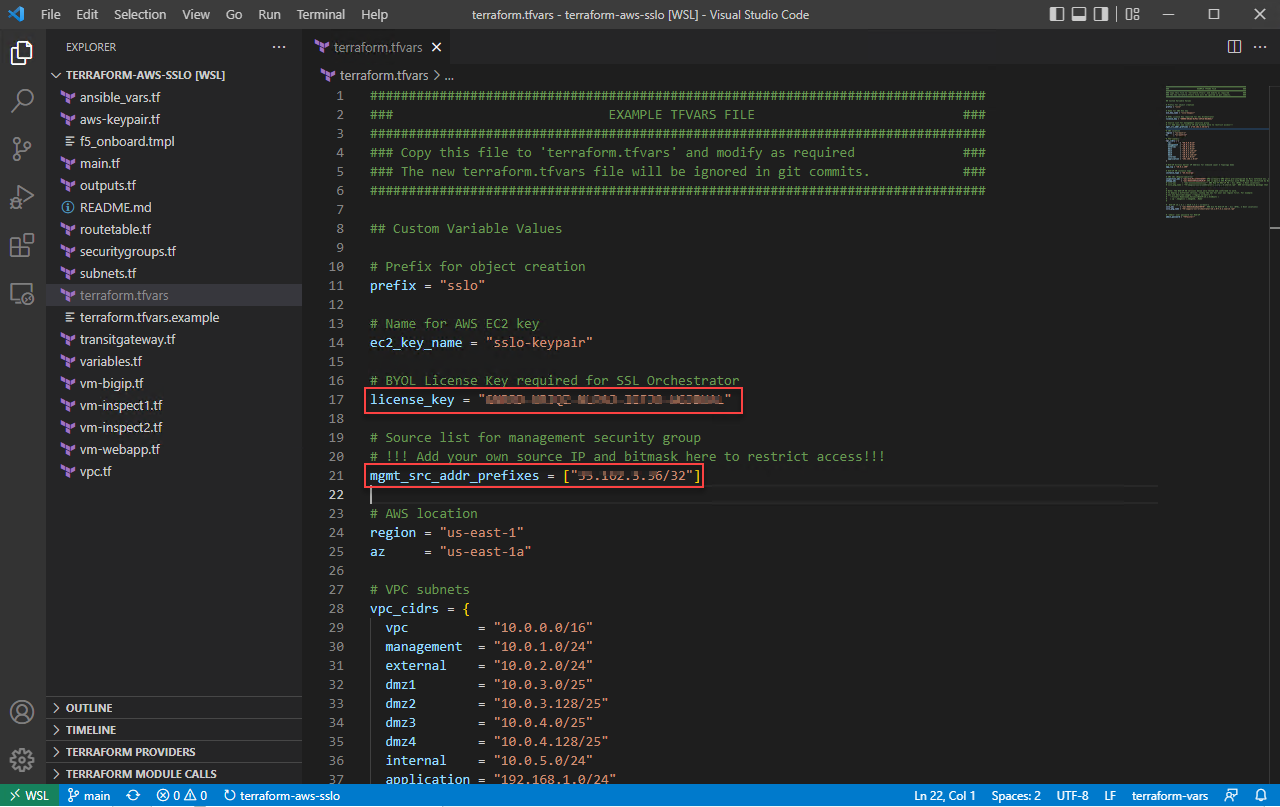 File Edit Selection View Go Run Terminal Help
terraform.tfvars - terraform-aws-sslo [WSL] - Visual Studio Code
EXPLORER
TERRAFORM-AWS-SSLO [WSL]
ansible_vars.tf
aws-keypair.tf
f5_onboard.tmpl
main.tf
outputs.tf
README.md
routetable.tf
securitygroups.tf
subnets.tf
terraform.tfvars
terraform.tfvars.example
transitgateway.tf
variables.tf
vm-bigip.tf
vm-inspect1.tf
vm-inspect2.tf
vm-webapp.tf
vpc.tf
OUTLINE
TIMELINE
TERRAFORM PROVIDERS
TERRAFORM MODULE CALLS
terraform.tfvars
terraform.tfvars > ...
1 ################################################################################
2 ### EXAMPLE TFVARS FILE ###
3 ################################################################################
4 ### Copy this file to 'terraform.tfvars' and modify as required ###
5 ### The new terraform.tfvars file will be ignored in git commits. ###
6 ################################################################################
7
8 ## Custom Variable Values
9
10 # Prefix for object creation
11 prefix = "sslo"
12
13 # Name for AWS EC2 key
14 ec2_key_name = "sslo-keypair"
15
16 # BYOL License Key required for SSL Orchestrator
17 license_key = "
18
19 # Source list for management security group
20 # !!! Add your own source IP and bitmask here to restrict access!!!
21 mgmt_src_addr_prefixes = ["/32"]
22
23 # AWS location
24 region = "us-east-1"
25 az = "us-east-1a"
26
27 # VPC subnets
28 vpc_cidrs = {
29 vpc = "10.0.0.0/16"
30 management = "10.0.1.0/24"
31 external = "10.0.2.0/24"
32 dmz1 = "10.0.3.0/25"
33 dmz2 = "10.0.3.128/25"
34 dmz3 = "10.0.4.0/25"
35 dmz4 = "10.0.4.128/25"
36 internal = "10.0.5.0/24"
37 application = "192.168.1.0/24"
WSL main 0 0 terraform-aws-sslo Ln 22, Col 1 Spaces: 2 UTF-8 LF terraform-vars